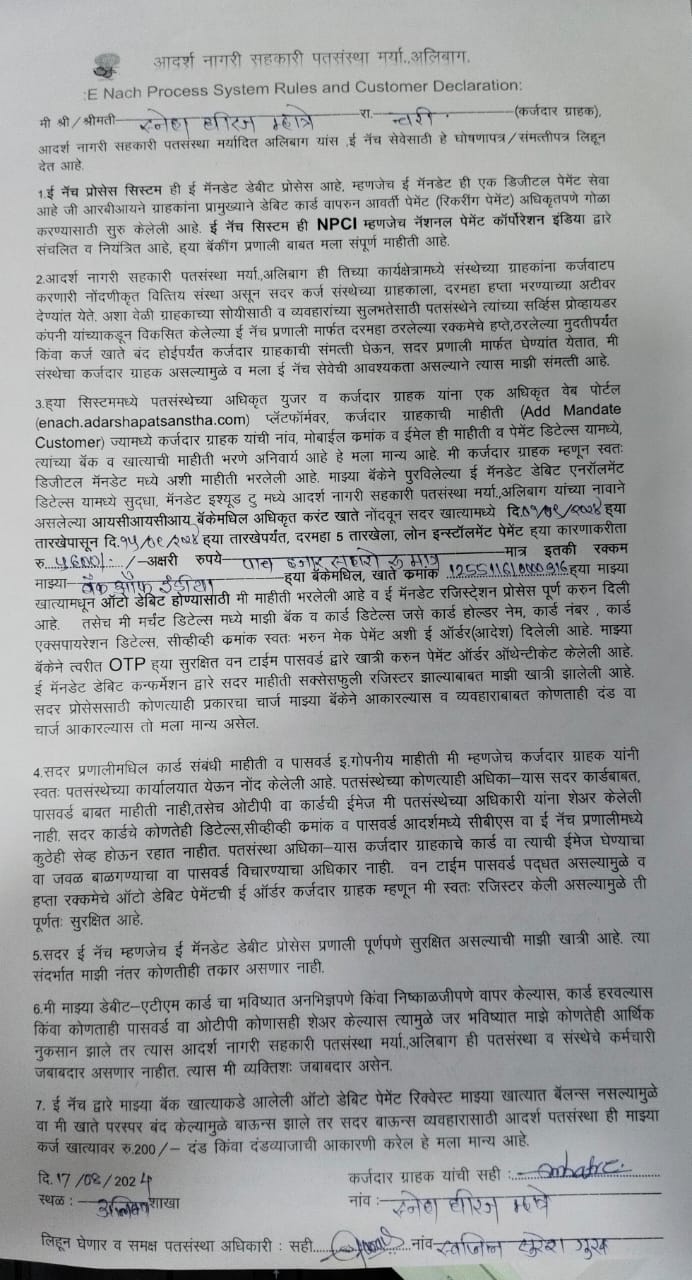 आदर्श नागरी सहकारी पतसंस्था मर्या.,अलिबाग.
:E Nach Process System Rules and Customer Declaration:
मी श्री/श्रीमती स्नेहा धीरज म्हात्रे रा. (कर्जदार ग्राहक),
आदर्श नागरी सहकारी पतसंस्था मर्यादित अलिबाग यांस ,ई नॅच सेवेसाठी हे घोषणापत्र/संमत्तीपत्र लिहून
देत आहे.
1.ई नॅच प्रोसेस सिस्टम ही ई मॅनडेट डेबीट प्रोसेस आहे. म्हणजेच ई मॅनडेट ही एक डिजिटल पेमेंट सेवा
आहे जी आरबीआयने ग्राहकांना प्रामुख्याने डेबिट कार्ड वापरुन आवर्ती पेमेंट (रिकरींग पेमेंट) अधिकृतपणे गोळा
करण्यासाठी सुरु केलेली आहे. ई नॅच सिस्टम ही NPCI म्हणजेच नॅशनल पेमेंट कॉर्पोरेशन इंडिया द्वारे
संचलित व नियंत्रित आहे, ह्या बॅकींग प्रणाली बाबत मला संपूर्ण माहीती आहे.
2.आदर्श नागरी सहकारी पतसंस्था मर्या.,अलिबाग ही तिच्या कार्यक्षेत्रामध्ये संस्थेच्या ग्राहकांना कर्जवाटप
करणारी नोंदणीकृत वित्तिय संस्था असून सदर कर्ज संस्थेच्या ग्राहकाला, दरमहा हप्ता भरण्याच्या अटीवर
देण्यांत येते. अशा वेळी ग्राहकाच्या सोयीसाठी व व्यवहारांच्या सुलभतेसाठी पतसंस्थेने त्यांच्या सर्व्हिस प्रोव्हायडर
कंपनी यांच्याकडून विकसित केलेल्या ई नॅच प्रणाली मार्फत दरमहा ठरलेल्या रक्कमेचे हप्ते,ठरलेल्या मुदतीपर्यंत
किंवा कर्ज खाते बंद होईपर्यंत कर्जदार ग्राहकाची संमत्ती घेऊन, सदर प्रणाली मार्फत घेण्यांत येतात, मी
संस्थेचा कर्जदार ग्राहक असल्यामुळे व मला ई नॅच सेवेची आवश्यकता असल्याने त्यास माझी संमत्ती आहे.
3.ह्या सिस्टममध्ये पतसंस्थेच्या अधिकृत युजर व कर्जदार ग्राहक यांना एक अधिकृत वेब पोर्टल
(enach.adarshapatsanstha.com) प्लॅटफॉर्मवर, कर्जदार ग्राहकाची माहीती (Add Mandate
Customer) ज्यामध्ये कर्जदार ग्राहक यांची नांव, मोबाईल क्रमांक व ईमेल ही माहीती व पेमेंट डिटेल्स यामध्ये,
त्यांच्या बॅंक व खात्याची माहीती भरणे अनिवार्य आहे हे मला मान्य आहे. मी कर्जदार ग्राहक म्हणून स्वतः
डिजीटल मॅनडेट मध्ये अशी माहीती भरलेली आहे. माझ्या बॅकेने पुरविलेल्या ई मॅनडेट डेबिट एनरॉलमेंट
डिटेल्स यामध्ये सुद्धा, मॅनडेट इश्यूड टु मध्ये आदर्श नागरी सहकारी पतसंस्था मर्या.,अलिबाग यांच्या नावाने
असलेल्या आयसीआयसीआय बॅकेमधिल अधिकृत करंट खाते नोंदवून सदर खात्यामध्ये दि.०५/०९/२०२४ ह्या
तारखेपासून दि.१५/०८/२०२४ ह्या तारखेपर्यंत, दरमहा 5 तारखेला, लोन इन्स्टॉलमेंट पेमेंट ह्या कारणाकरीता
रु ५,६००/- /-अक्षरी रुपये पाच हजार सहाशे रु मात्र मात्र इतकी रक्कम
माझ्या बँक ऑफ इंडिया ह्या बॅकेमधिल, खाते क्रमांक 125511610000916 ह्या माझ्या
खात्यामधून ऑटो डेबिट होण्यासाठी मी माहीती भरलेली आहे व ई मॅनडेट रजिस्ट्रेशन प्रोसेस पूर्ण करुन दिली
आहे. तसेच मी मर्चंट डिटेल्स मध्ये माझी बॅक व कार्ड डिटेल्स जसे कार्ड होल्डर नेम, कार्ड नंबर , कार्ड
एक्सपायरेशन डिटेल्स, सीव्हीव्ही क्रमांक स्वतः भरुन मेक पेमेंट अशी ई ऑर्डर(आदेश) दिलेली आहे. माझ्या
बॅकेने त्वरीत OTP ह्या सुरक्षित वन टाईम पासवर्ड द्वारे खात्री करुन पेमेंट ऑर्डर ऑथेन्टीकेट केलेली आहे.
ई मॅनडेट डेबिट कन्फर्मेशन द्वारे सदर माहीती सक्सेसफुली रजिस्टर झाल्याबाबत माझी खात्री झालेली आहे.
सदर प्रोसेससाठी कोणत्याही प्रकारचा चार्ज माझ्या बॅकेने आकारल्यास व व्यवहाराबाबत कोणताही दंड वा
चार्ज आकारल्यास तो मला मान्य असेल.
4.सदर प्रणालीमधिल कार्ड संबंधी माहीती व पासवर्ड इ.गोपनीय माहीती मी म्हणजेच कर्जदार ग्राहक यांनी
स्वतः पतसंस्थेच्या कार्यालयात येऊन नोंद केलेली आहे. पतसंस्थेच्या कोणत्याही अधिका-यास सदर कार्डबाबत,
पासवर्ड बाबत माहीती नाही,तसेच ओटीपी वा कार्डची ईमेज मी पतसंस्थेच्या अधिकारी यांना शेअर केलेली
नाही. सदर कार्डचे कोणतेही डिटेल्स,सीव्हीव्ही क्रमांक व पासवर्ड आदर्शमध्ये सीबीएस वा ई नॅच प्रणालीमध्ये
कुठेही सेव्ह होऊन रहात नाहीत. पतसंस्था अधिका-यास कर्जदार ग्राहकाचे कार्ड वा त्याची ईमेज घेण्याचा
वा जवळ बाळगण्याचा वा पासवर्ड विचारण्याचा अधिकार नाही. वन टाईम पासवर्ड पद्धत असल्यामुळे व
हप्ता रक्कमेचे ऑटो डेबिट पेमेंटची ई ऑर्डर कर्जदार ग्राहक म्हणून मी स्वतः रजिस्टर केली असल्यामुळे ती
पूर्णतः सुरक्षित आहे.
5.सदर ई नॅच म्हणजेच ई मॅनडेट डेबीट प्रोसेस प्रणाली पूर्णपणे सुरक्षित असल्याची माझी खात्री आहे. त्या
संदर्भात माझी नंतर कोणतीही तकार असणार नाही.
6.मी माझ्या डेबीट-एटीएम कार्ड चा भविष्यात अनभिज्ञपणे किंवा निष्काळजीपणे वापर केल्यास, कार्ड हरवल्यास
किंवा कोणताही पासवर्ड वा ओटीपी कोणासही शेअर केल्यास त्यामुळे जर भविष्यात माझे कोणतेही आर्थिक
नुकसान झाले तर त्यास आदर्श नागरी सहकारी पतसंस्था मर्या.,अलिबाग ही पतसंस्था व संस्थेचे कर्मचारी
जबाबदार असणार नाहीत. त्यास मी व्यक्तिशः जबाबदार असेन.
7. ई नॅच द्वारे माझ्या बॅक खात्याकडे आलेली ऑटो डेबिट पेमेंट रिक्वेस्ट माझ्या खात्यात बॅलन्स नसल्यामुळे
वा मी खाते परस्पर बंद केल्यामुळे बाऊन्स झाले तर सदर बाऊन्स व्यवहारासाठी आदर्श पतसंस्था ही माझ्या
कर्ज खात्यावर रु.200/- दंड किंवा दंडव्याजाची आकारणी करेल हे मला मान्य आहे.
दि.17/08/2024 कर्जदार ग्राहक यांची सही :
स्थळ : अलिबाग शाखा नांव: स्नेहा धीरज म्हात्रे
लिहून घेणार व समक्ष पतसंस्था अधिकारी : सही नांव